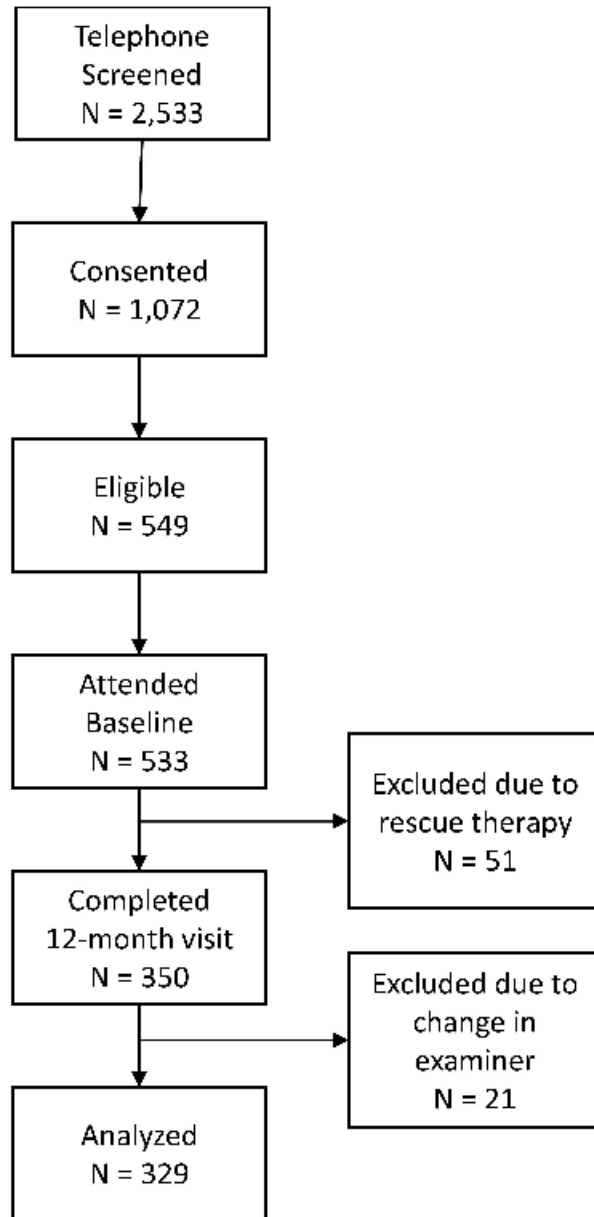 Telephone
Screened
N = 2,533
Consented
N = 1,072
Eligible
N = 549
Attended
Baseline
N = 533
Excluded due to
rescue therapy
N = 51
Completed
12-month visit
N = 350
Excluded due to
change in
examiner
N = 21
Analyzed
N = 329